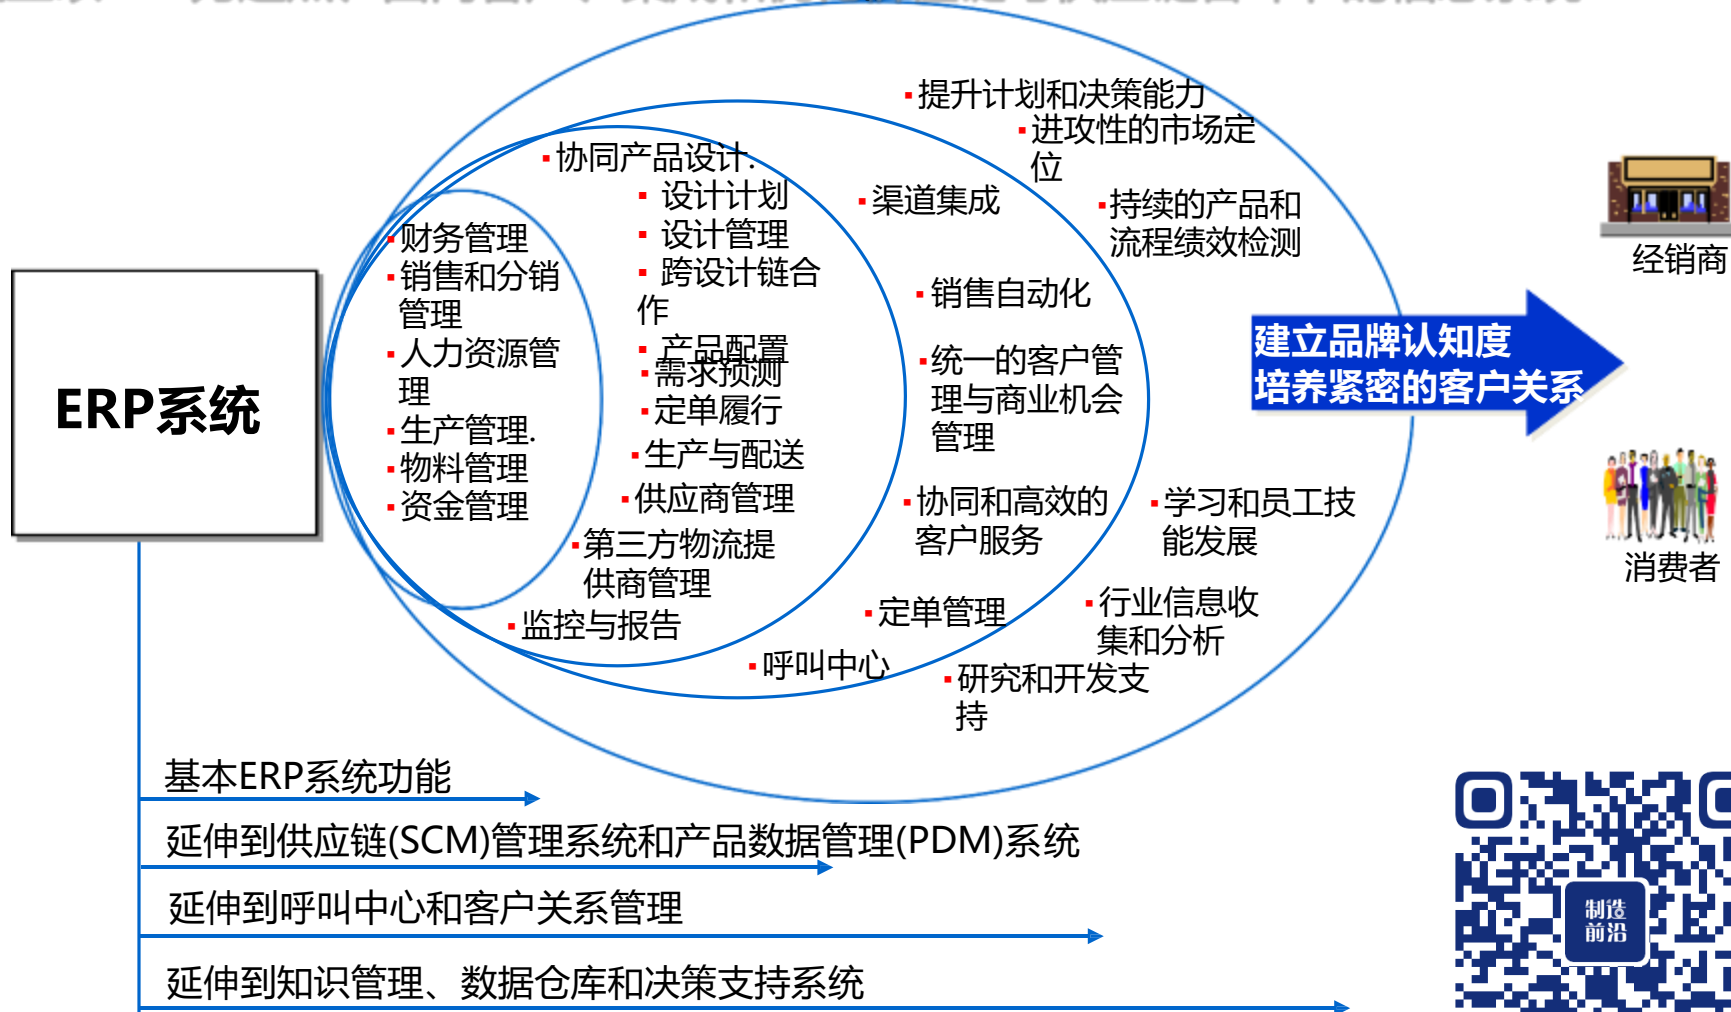 ▪提升计划和决策能力
▪进攻性的市场定
位
▪持续的产品和
流程绩效检测
▪学习和员工技
能发展
▪行业信息收
集和分析
▪研究和开发支
持
▪渠道集成
▪销售自动化
▪统一的客户管
理与商业机会
管理
▪协同和高效的
客户服务
▪定单管理
▪呼叫中心
▪协同产品设计.
▪ 设计计划
▪ 设计管理
▪ 跨设计链合
作
▪ 产品配置
▪需求预测
▪定单履行
▪生产与配送
▪供应商管理
▪第三方物流提
供商管理
▪监控与报告
▪财务管理
▪销售和分销
管理
▪人力资源管
理
▪生产管理.
▪物料管理
▪资金管理
ERP系统
建立品牌认知度
培养紧密的客户关系
经销商
消费者
基本ERP系统功能
延伸到供应链(SCM)管理系统和产品数据管理(PDM)系统
延伸到呼叫中心和客户关系管理
延伸到知识管理、数据仓库和决策支持系统
制造
前沿